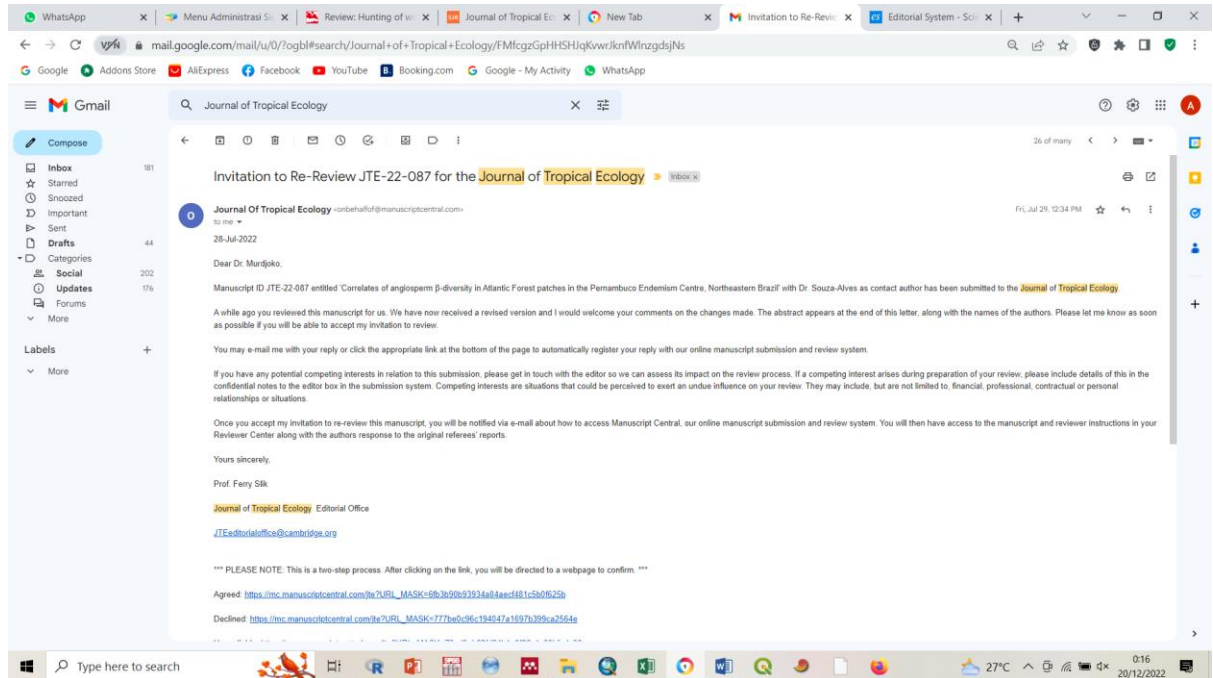 WhatsApp
Menu Administrasi Si
Review: Hunting of wi
Journal of Tropical Ec
New Tab
Invitation to Re-Revie
Editorial System - Scie
mail.google.com/mail/u/0/?ogbl#search/Journal+of+Tropical+Ecology/FMfcgzGpHHSHJqKvwrJknfWlnzgdsjNs
Google Addons Store AliExpress Facebook YouTube Booking.com Google - My Activity WhatsApp
Gmail
Journal of Tropical Ecology
A
Compose
26 of many
Inbox 181
Starred
Snoozed
Important
Sent
Drafts 44
Categories
Social 202
Updates 176
Forums
More
Labels
More
Invitation to Re-Review JTE-22-087 for the Journal of Tropical Ecology Inbox x
O
Journal Of Tropical Ecology <onbehalfof@manuscriptcentral.com>
Fri, Jul 29, 12:34 PM
to me
28-Jul-2022
Dear Dr. Murdjoko,
Manuscript ID JTE-22-087 entitled 'Correlates of angiosperm β-diversity in Atlantic Forest patches in the Pernambuco Endemism Centre, Northeastern Brazil' with Dr. Souza-Alves as contact author has been submitted to the Journal of Tropical Ecology.
A while ago you reviewed this manuscript for us. We have now received a revised version and I would welcome your comments on the changes made. The abstract appears at the end of this letter, along with the names of the authors. Please let me know as soon
as possible if you will be able to accept my invitation to review.
You may e-mail me with your reply or click the appropriate link at the bottom of the page to automatically register your reply with our online manuscript submission and review system.
If you have any potential competing interests in relation to this submission, please get in touch with the editor so we can assess its impact on the review process. If a competing interest arises during preparation of your review, please include details of this in the
confidential notes to the editor box in the submission system. Competing interests are situations that could be perceived to exert an undue influence on your review. They may include, but are not limited to, financial, professional, contractual or personal
relationships or situations.
Once you accept my invitation to re-review this manuscript, you will be notified via e-mail about how to access Manuscript Central, our online manuscript submission and review system. You will then have access to the manuscript and reviewer instructions in your
Reviewer Center along with the authors response to the original referees' reports.
Yours sincerely,
Prof. Ferry Slik
Journal of Tropical Ecology Editorial Office
JTEeditorialoffice@cambridge.org
*** PLEASE NOTE: This is a two-step process. After clicking on the link, you will be directed to a webpage to confirm. ***
Agreed: https://mc.manuscriptcentral.com/jte?URL_MASK=6fb3b90b93934a84aecf481c5b0f625b
Declined: https://mc.manuscriptcentral.com/jte?URL_MASK=777be0c96c194047a1697b399ca2564e
Type here to search
27°C
0:16
20/12/2022